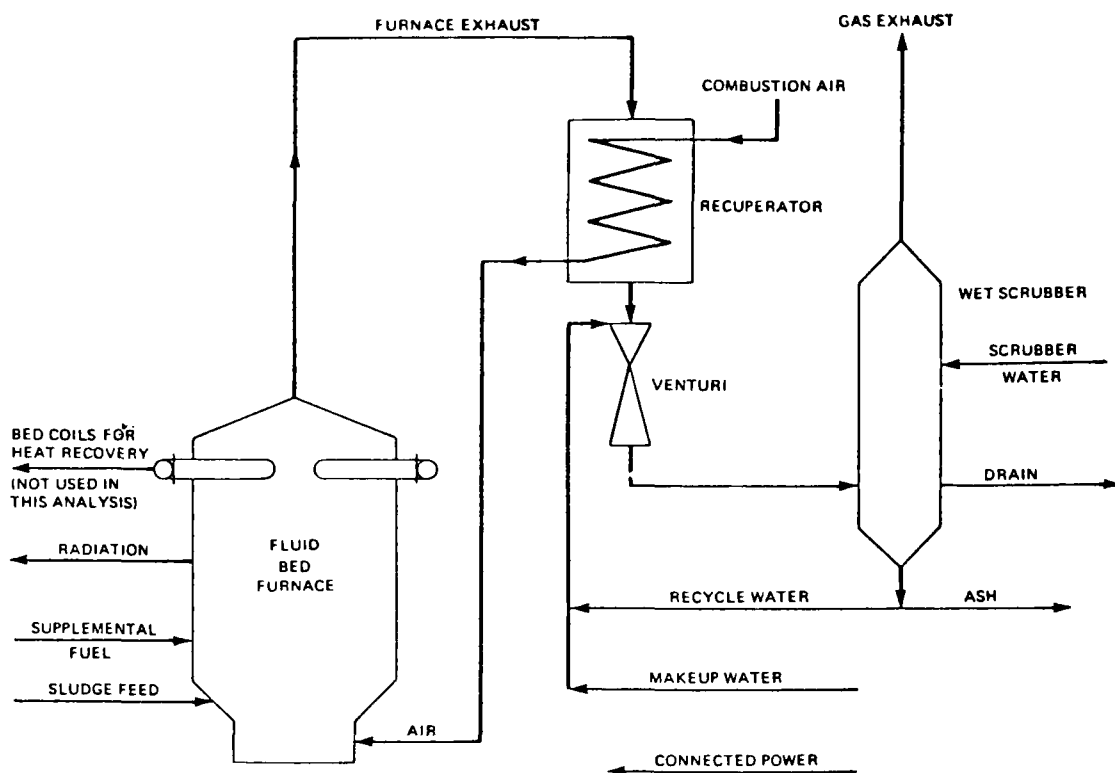 FURNACE EXHAUST
GAS EXHAUST
COMBUSTION AIR
RECUPERATOR
WET SCRUBBER
SCRUBBER
WATER
VENTURI
BED COILS FOR
HEAT RECOVERY
(NOT USED IN
THIS ANALYSIS)
DRAIN
RADIATION
FLUID
BED
FURNACE
RECYCLE WATER
ASH
SUPPLEMENTAL
FUEL
SLUDGE FEED
MAKEUP WATER
AIR
CONNECTED POWER